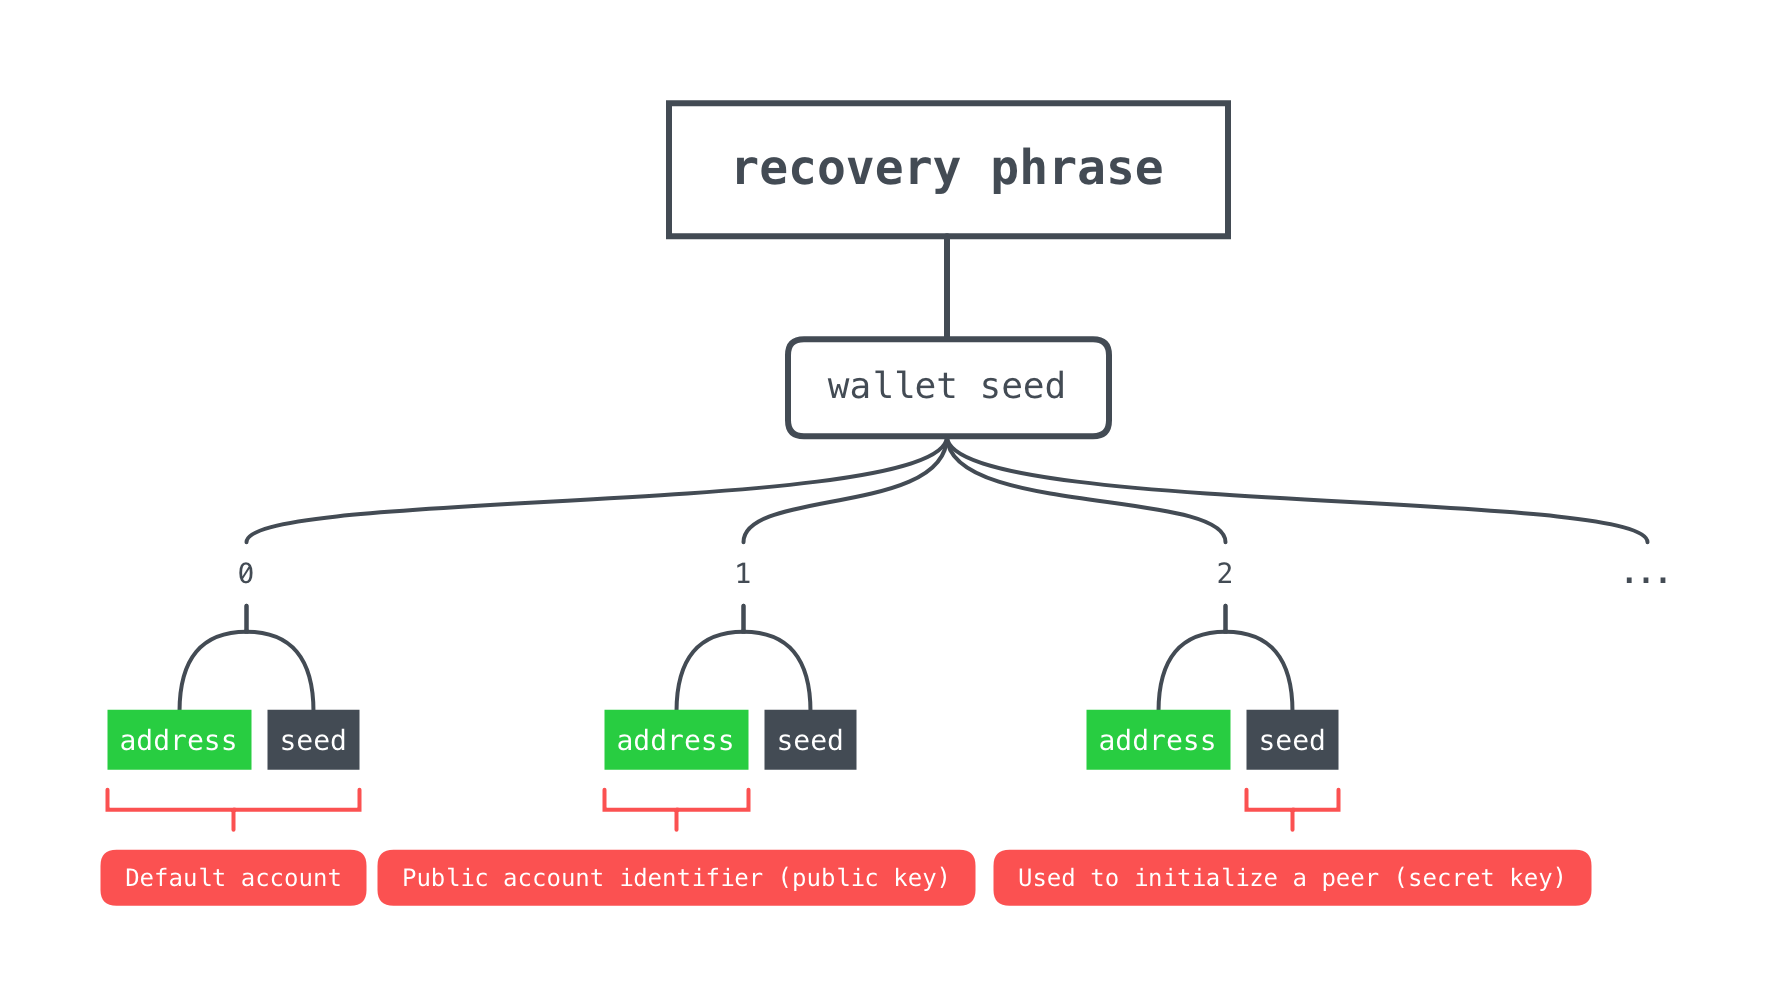 recovery phrase
wallet seed
0
1
2
...
address
seed
address
seed
address
seed
Default account
Public account identifier (public key)
Used to initialize a peer (secret key)